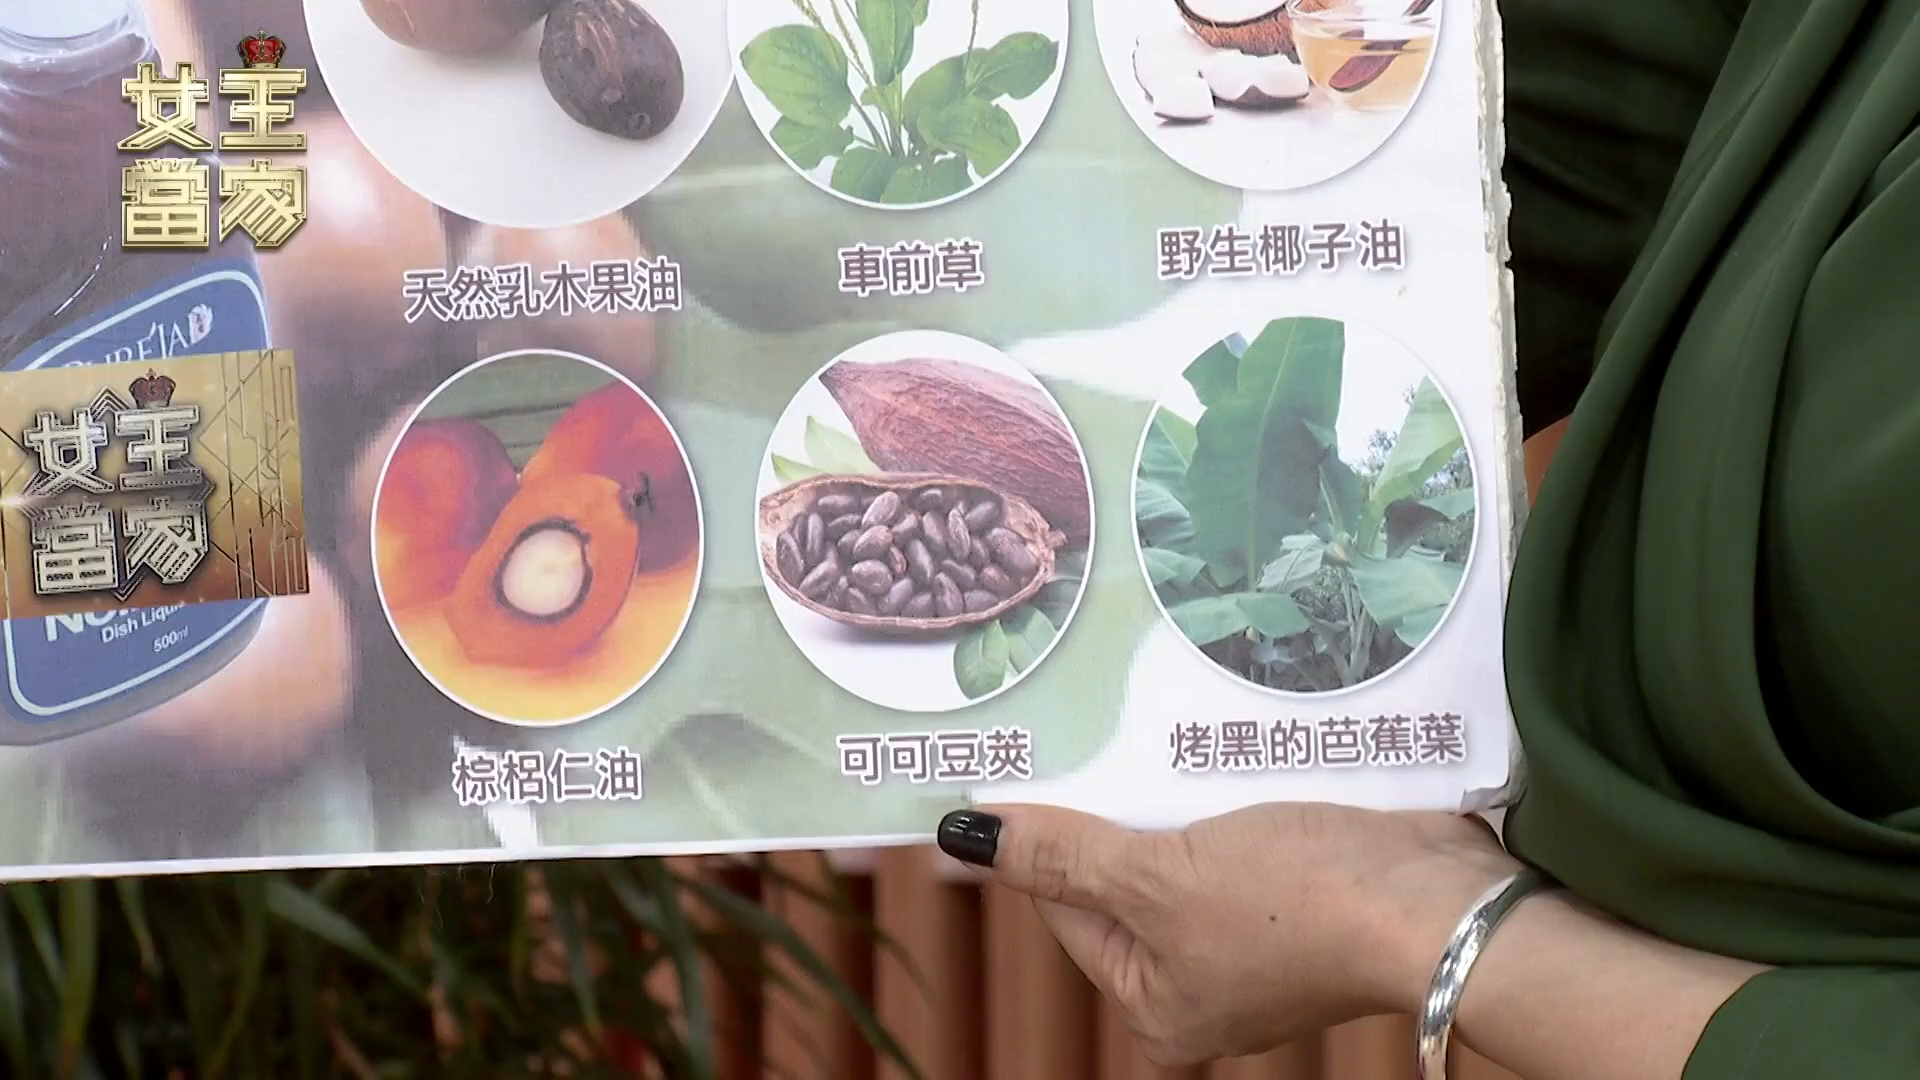 女王
當家
天然乳木果油
車前草
野生椰子油
女王
當家
棕梠仁油
可可豆莢
烤黑的芭蕉葉
Dish Liquid
500ml